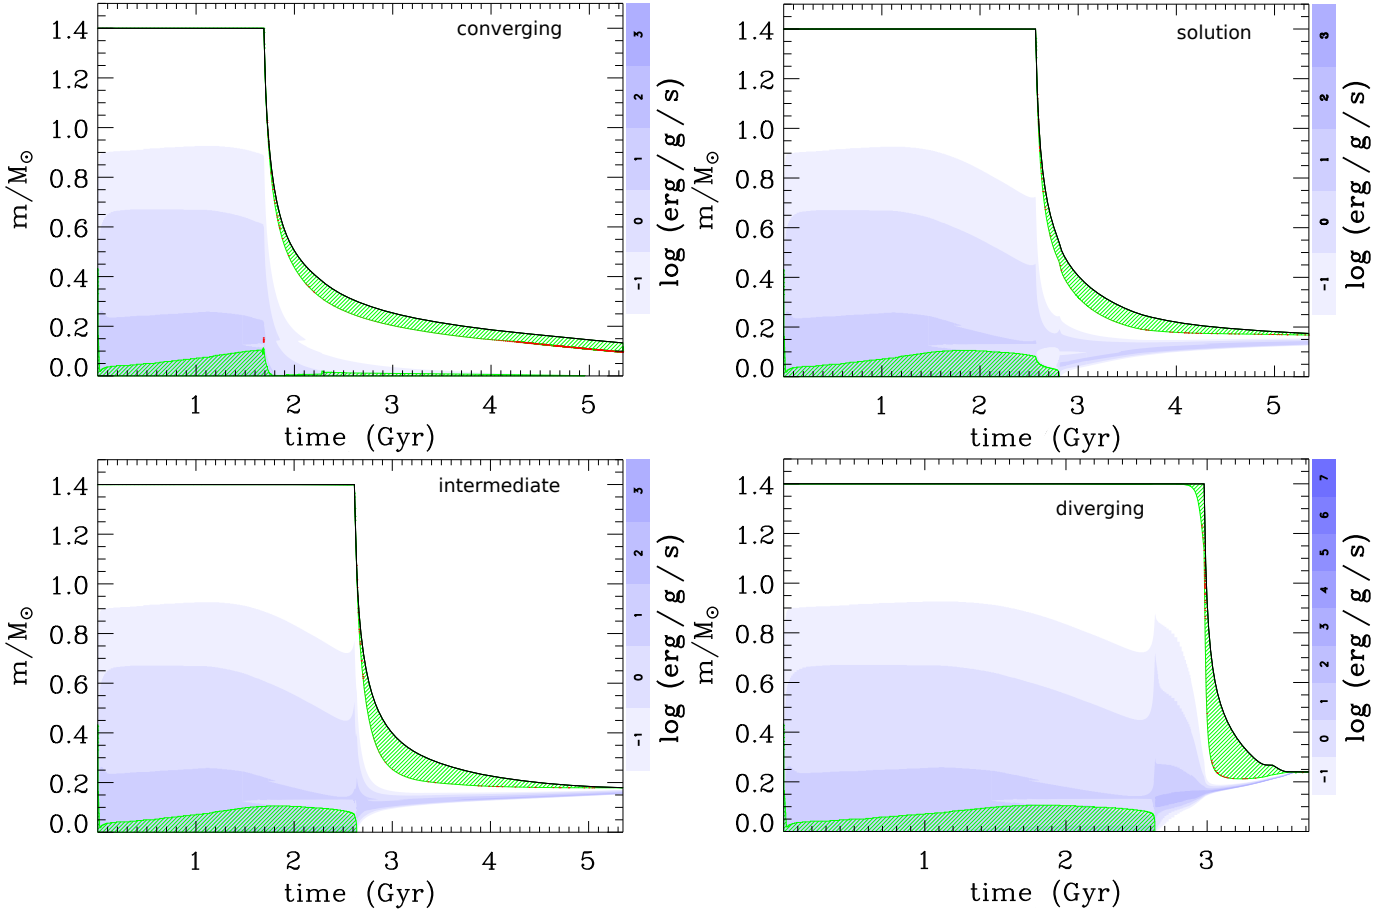 converging
1.4
1.2
1.0
0.8
0.6
0.4
0.2
0.0
m/M☉
1 2 3 4 5
time (Gyr)
3
2
1
0
-1
log (erg / g / s)
solution
1.4
1.2
1.0
0.8
0.6
0.4
0.2
0.0
m/M☉
1 2 3 4 5
time (Gyr)
3
2
1
0
-1
log (erg / g / s)
intermediate
1.4
1.2
1.0
0.8
0.6
0.4
0.2
0.0
m/M☉
1 2 3 4 5
time (Gyr)
3
2
1
0
-1
log (erg / g / s)
diverging
1.4
1.2
1.0
0.8
0.6
0.4
0.2
0.0
m/M☉
1 2 3
time (Gyr)
7
6
5
4
3
2
1
0
-1
log (erg / g / s)